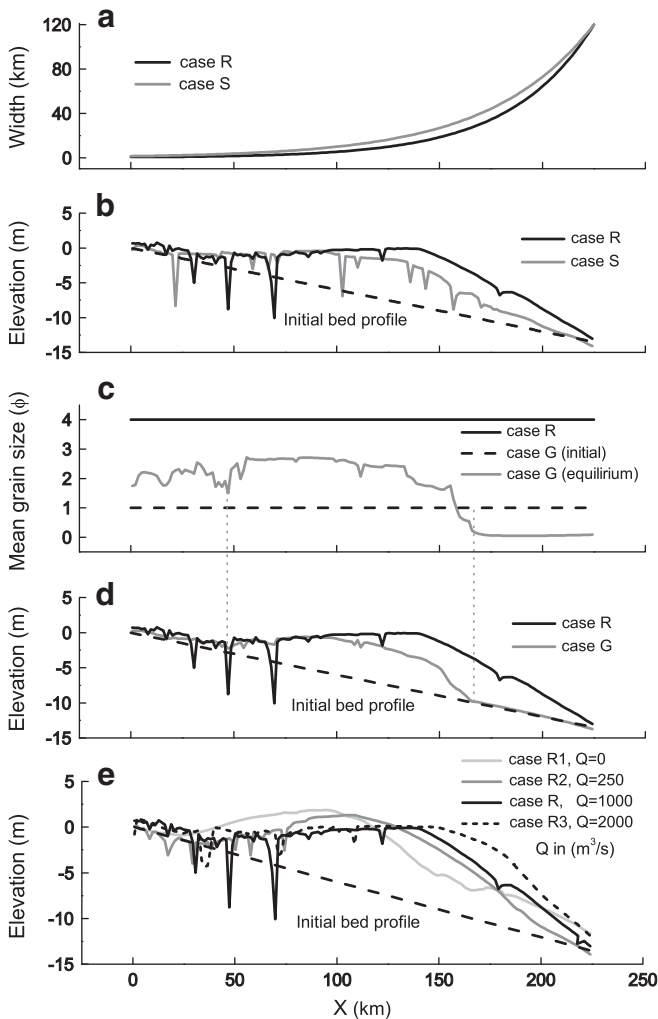 a
120
80
40
0
Width (km)
case R
case S
b
5
0
-5
-10
-15
Elevation (m)
case R
case S
Initial bed profile
c
4
3
2
1
0
Mean grain size (ϕ)
case R
case G (initial)
case G (equilirium)
d
5
0
-5
-10
-15
Elevation (m)
case R
case G
Initial bed profile
e
5
0
-5
-10
-15
Elevation (m)
case R1, Q=0
case R2, Q=250
case R, Q=1000
case R3, Q=2000
Q in (m³/s)
Initial bed profile
0 50 100 150 200 250
X (km)